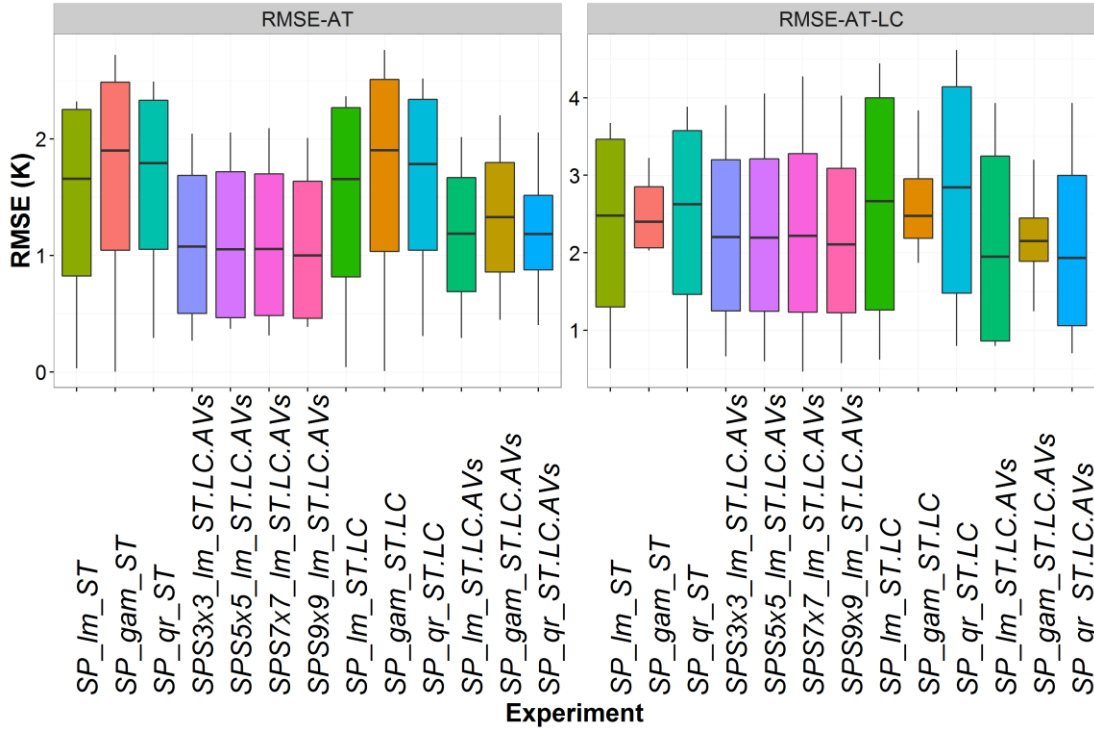 RMSE-AT
RMSE-AT-LC
RMSE (K)
2
1
0
4
3
2
1
SP_lm_ST
SP_gam_ST
SP_qr_ST
SPS3x3_lm_ST.LC.AVs
SPS5x5_lm_ST.LC.AVs
SPS7x7_lm_ST.LC.AVs
SPS9x9_lm_ST.LC.AVs
SP_lm_ST.LC
SP_gam_ST.LC
SP_qr_ST.LC
SP_lm_ST.LC.AVs
SP_gam_ST.LC.AVs
SP_qr_ST.LC.AVs
SP_lm_ST
SP_gam_ST
SP_qr_ST
SPS3x3_lm_ST.LC.AVs
SPS5x5_lm_ST.LC.AVs
SPS7x7_lm_ST.LC.AVs
SPS9x9_lm_ST.LC.AVs
SP_lm_ST.LC
SP_gam_ST.LC
SP_qr_ST.LC
SP_lm_ST.LC.AVs
SP_gam_ST.LC.AVs
SP_qr_ST.LC.AVs
Experiment